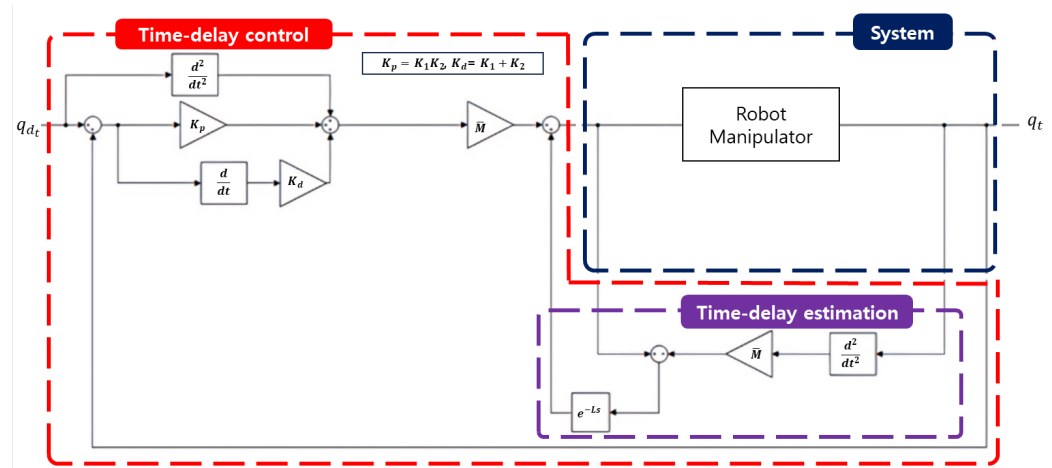 Time-delay control
System
d²/dt²
K_p = K_1K_2, K_d = K_1 + K_2
q_{d_t}
K_p
M̄
Robot
Manipulator
q_t
d/dt
K_d
Time-delay estimation
M̄
d²/dt²
e^{-Ls}